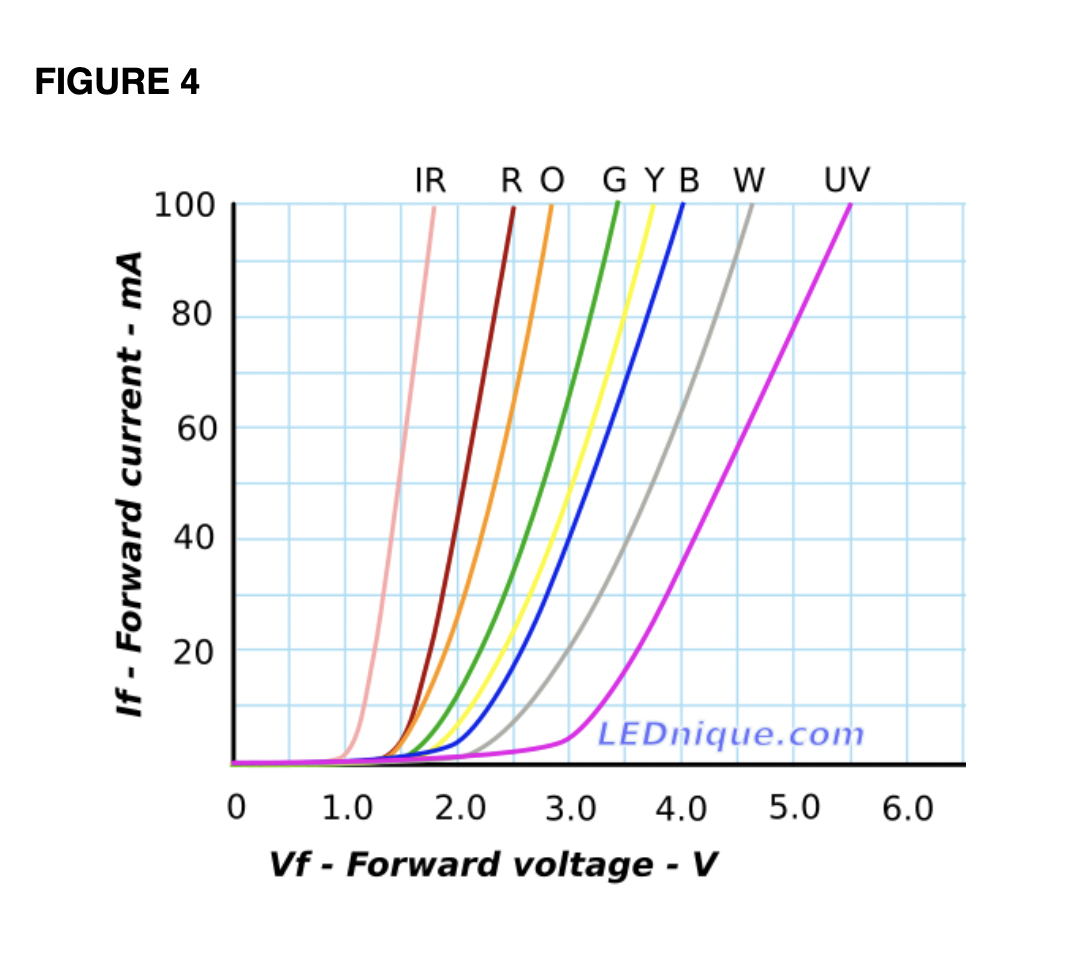 FIGURE 4
IR R O G Y B W UV
100
80
60
40
20
If - Forward current - mA
LEDnique.com
0 1.0 2.0 3.0 4.0 5.0 6.0
Vf - Forward voltage - V